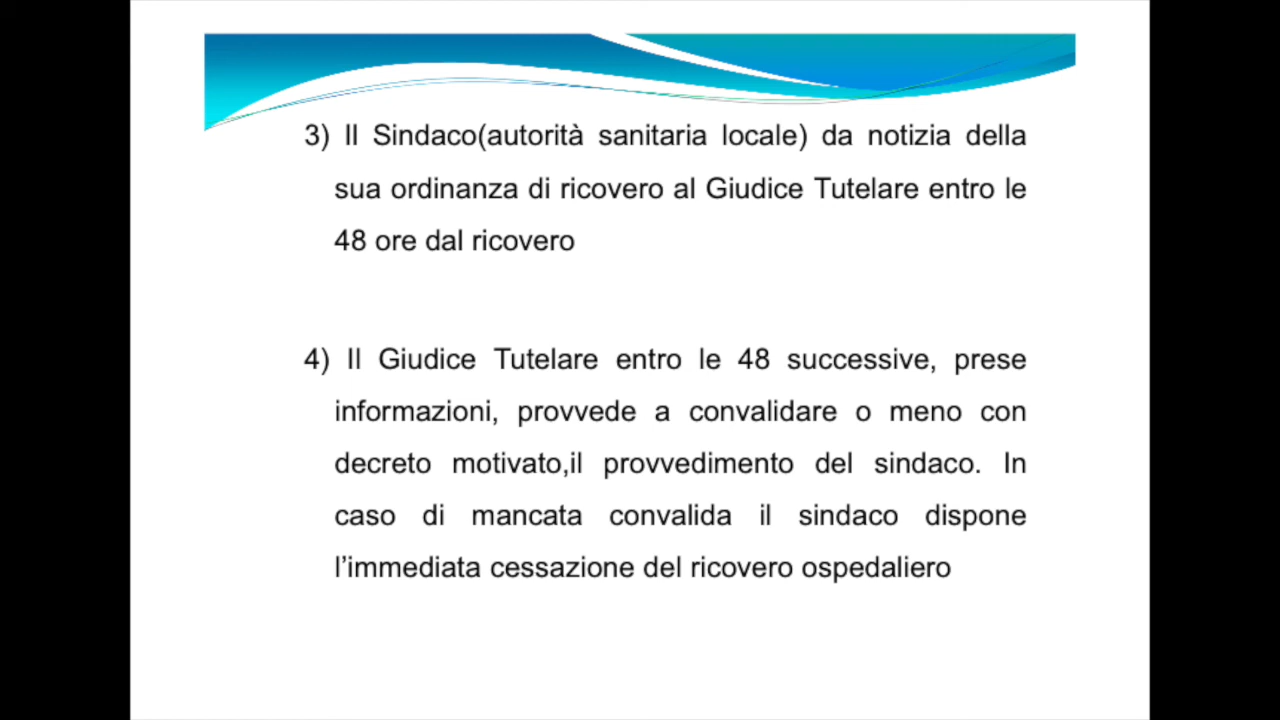 3) Il Sindaco(autorità sanitaria locale) da notizia della
sua ordinanza di ricovero al Giudice Tutelare entro le
48 ore dal ricovero
4) Il Giudice Tutelare entro le 48 successive, prese
informazioni, provvede a convalidare o meno con
decreto motivato,il provvedimento del sindaco. In
caso di mancata convalida il sindaco dispone
l’immediata cessazione del ricovero ospedaliero